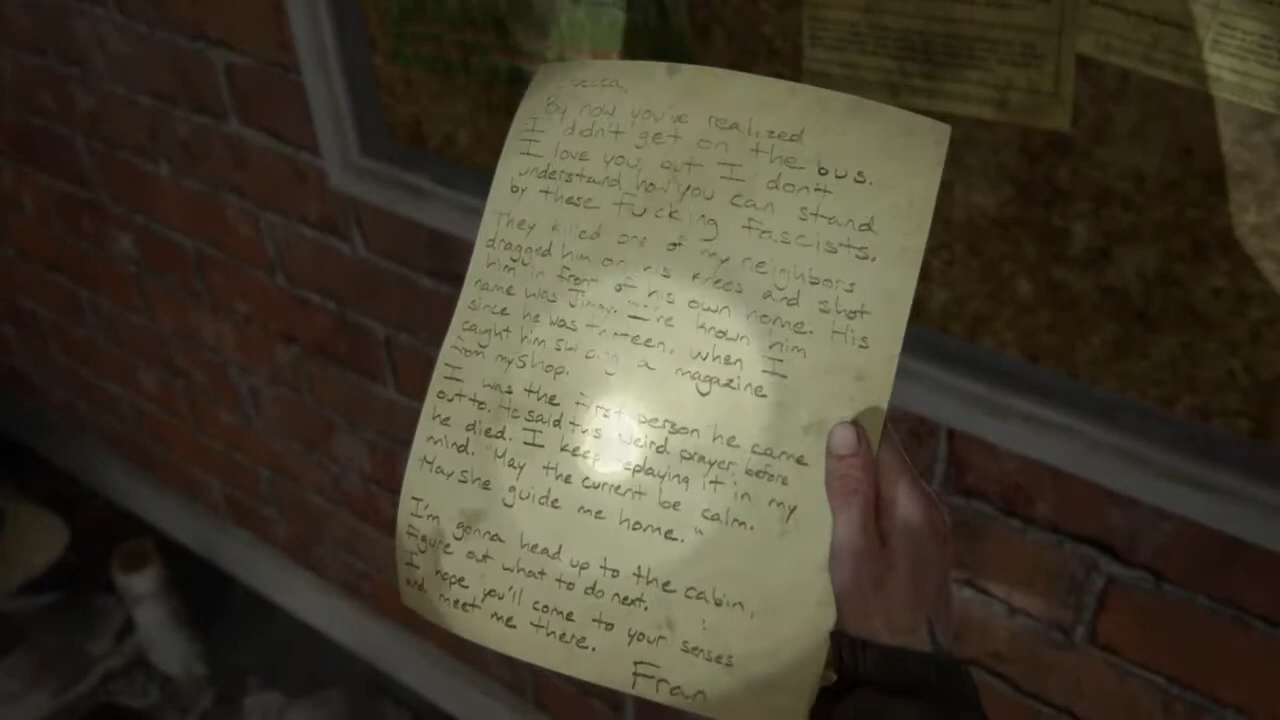 By now you've realized
I didn't get on the bus.
I love you, but I don't
understand how you can stand
by these fucking fascists.
They killed one of my neighbors
dragged him on his knees and shot
him in front of his own home. His
name was Jimmy. I've known him
since he was thirteen, when I
caught him swiping a magazine
from my shop.
I was the first person he came
out to. He said this weird prayer before
he died. I keep replaying it in my
mind. "May the current be calm.
May she guide me home."
I'm gonna head up to the cabin,
figure out what to do next.
I hope you'll come to your senses
and meet me there.
Fran